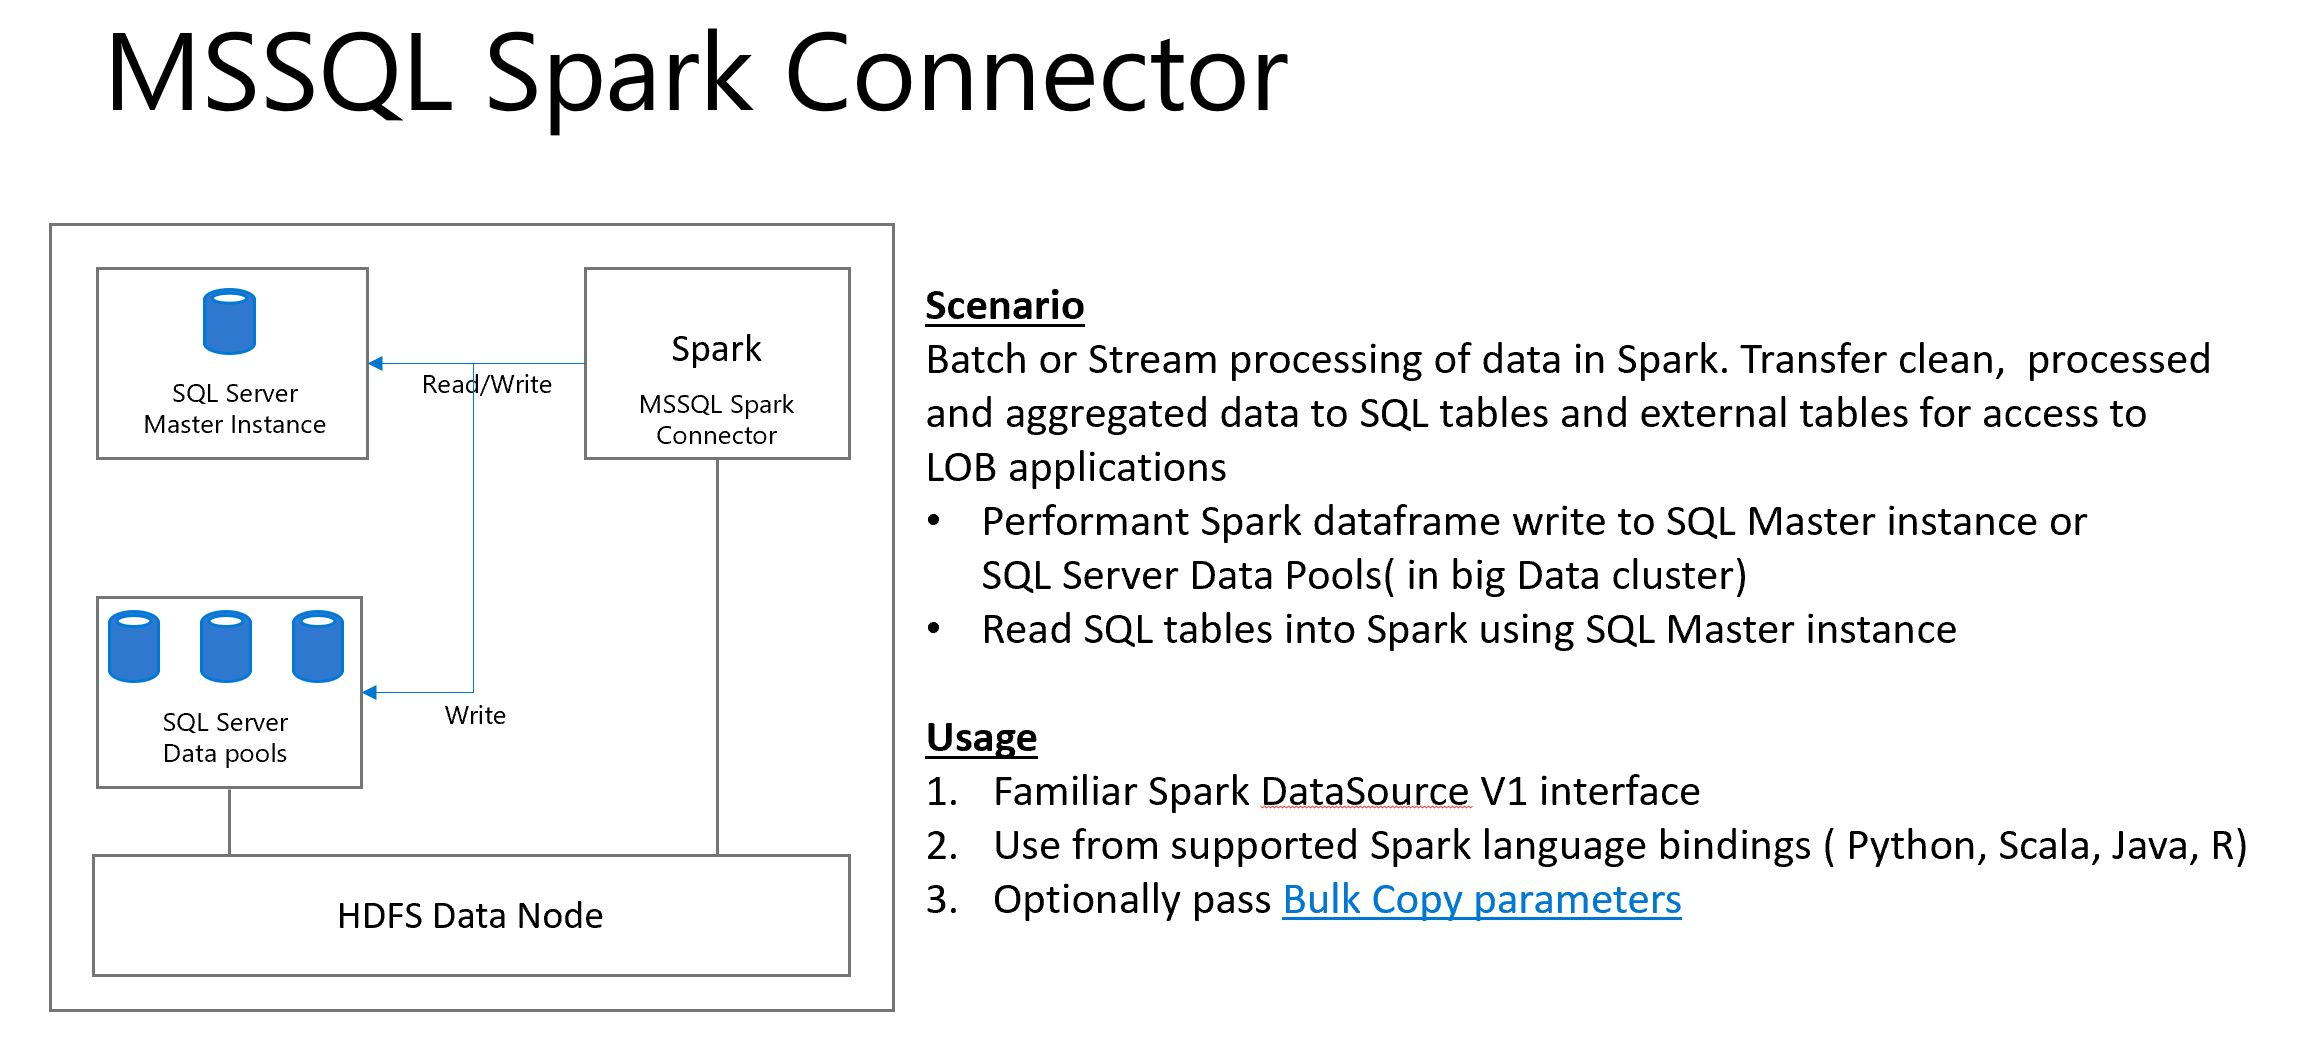 MSSQL Spark Connector
SQL Server
Master Instance
Read/Write
Spark
MSSQL Spark
Connector
SQL Server
Data pools
Write
HDFS Data Node
Scenario
Batch or Stream processing of data in Spark. Transfer clean,  processed
and aggregated data to SQL tables and external tables for access to
LOB applications
• Performant Spark dataframe write to SQL Master instance or
SQL Server Data Pools( in big Data cluster)
• Read SQL tables into Spark using SQL Master instance
Usage
1. Familiar Spark DataSource V1 interface
2. Use from supported Spark language bindings ( Python, Scala, Java, R)
3. Optionally pass Bulk Copy parameters